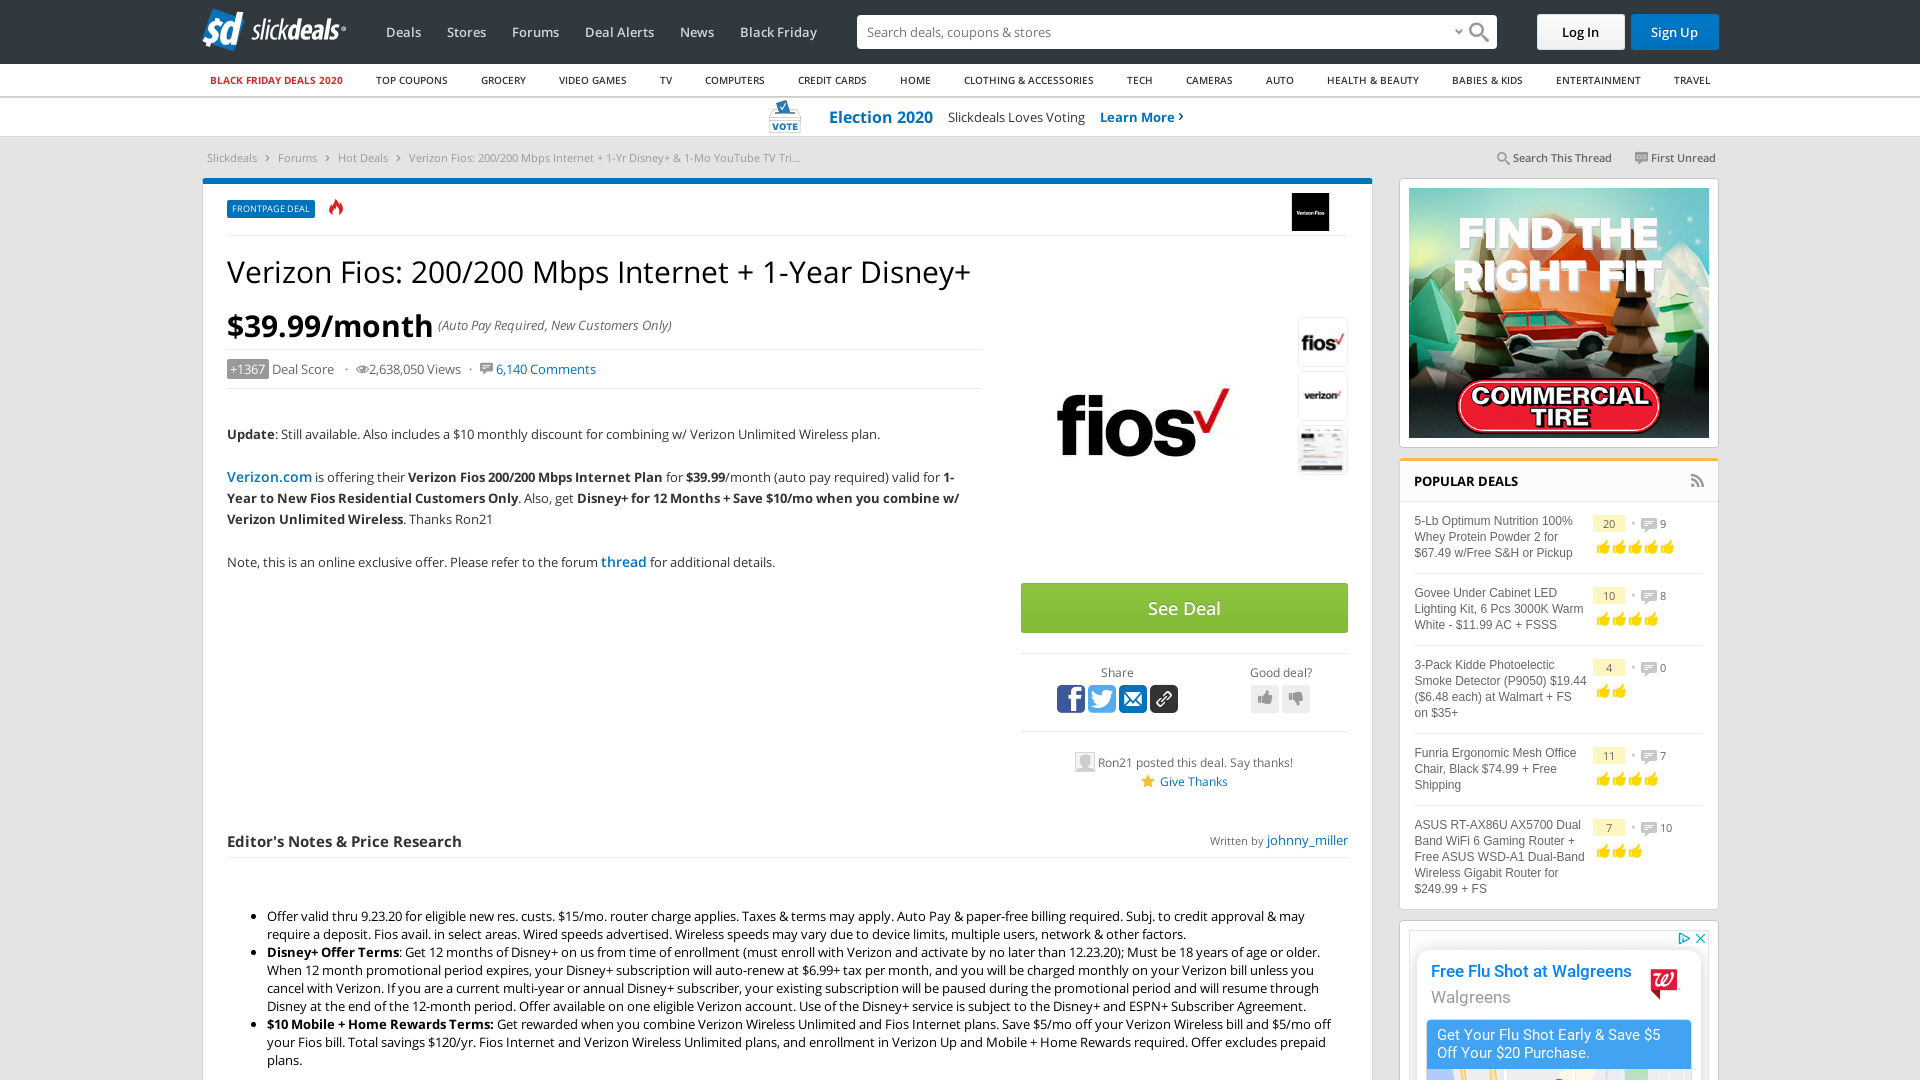 slickdeals
Deals
Stores
Forums
Deal Alerts
News
Black Friday
Search deals, coupons & stores
Log In
Sign Up
BLACK FRIDAY DEALS 2020
TOP COUPONS
GROCERY
VIDEO GAMES
TV
COMPUTERS
CREDIT CARDS
HOME
CLOTHING & ACCESSORIES
TECH
CAMERAS
AUTO
HEALTH & BEAUTY
BABIES & KIDS
ENTERTAINMENT
TRAVEL
VOTE
Election 2020 Slickdeals Loves Voting Learn More
Slickdeals › Forums › Hot Deals › Verizon Fios: 200/200 Mbps Internet + 1-Yr Disney+ & 1-Mo YouTube TV Tri...
Search This Thread
First Unread
FRONTPAGE DEAL
Verizon Fios
Verizon Fios: 200/200 Mbps Internet + 1-Year Disney+
$39.99/month (Auto Pay Required, New Customers Only)
+1367 Deal Score · 2,638,050 Views · 6,140 Comments
Update: Still available. Also includes a $10 monthly discount for combining w/ Verizon Unlimited Wireless plan.
Verizon.com is offering their Verizon Fios 200/200 Mbps Internet Plan for $39.99/month (auto pay required) valid for 1-
Year to New Fios Residential Customers Only. Also, get Disney+ for 12 Months + Save $10/mo when you combine w/
Verizon Unlimited Wireless. Thanks Ron21
Note, this is an online exclusive offer. Please refer to the forum thread for additional details.
fios
fios
verizon
See Deal
Share
Good deal?
Ron21 posted this deal. Say thanks!
Give Thanks
Editor's Notes & Price Research
Written by johnny_miller
Offer valid thru 9.23.20 for eligible new res. custs. $15/mo. router charge applies. Taxes & terms may apply. Auto Pay & paper-free billing required. Subj. to credit approval & may
require a deposit. Fios avail. in select areas. Wired speeds advertised. Wireless speeds may vary due to device limits, multiple users, network & other factors.
Disney+ Offer Terms: Get 12 months of Disney+ on us from time of enrollment (must enroll with Verizon and activate by no later than 12.23.20); Must be 18 years of age or older.
When 12 month promotional period expires, your Disney+ subscription will auto-renew at $6.99+ tax per month, and you will be charged monthly on your Verizon bill unless you
cancel with Verizon. If you are a current multi-year or annual Disney+ subscriber, your existing subscription will be paused during the promotional period and will resume through
Disney at the end of the 12-month period. Offer available on one eligible Verizon account. Use of the Disney+ service is subject to the Disney+ and ESPN+ Subscriber Agreement.
$10 Mobile + Home Rewards Terms: Get rewarded when you combine Verizon Wireless Unlimited and Fios Internet plans. Save $5/mo off your Verizon Wireless bill and $5/mo off
your Fios bill. Total savings $120/yr. Fios Internet and Verizon Wireless Unlimited plans, and enrollment in Verizon Up and Mobile + Home Rewards required. Offer excludes prepaid
plans.
FIND THE
RIGHT FIT
COMMERCIAL
TIRE
POPULAR DEALS
5-Lb Optimum Nutrition 100%
Whey Protein Powder 2 for
$67.49 w/Free S&H or Pickup
20 • 9
Govee Under Cabinet LED
Lighting Kit, 6 Pcs 3000K Warm
White - $11.99 AC + FSSS
10 • 8
3-Pack Kidde Photoelectic
Smoke Detector (P9050) $19.44
($6.48 each) at Walmart + FS
on $35+
4 • 0
Funria Ergonomic Mesh Office
Chair, Black $74.99 + Free
Shipping
11 • 7
ASUS RT-AX86U AX5700 Dual
Band WiFi 6 Gaming Router +
Free ASUS WSD-A1 Dual-Band
Wireless Gigabit Router for
$249.99 + FS
7 • 10
Free Flu Shot at Walgreens
Walgreens
Get Your Flu Shot Early & Save $5
Off Your $20 Purchase.